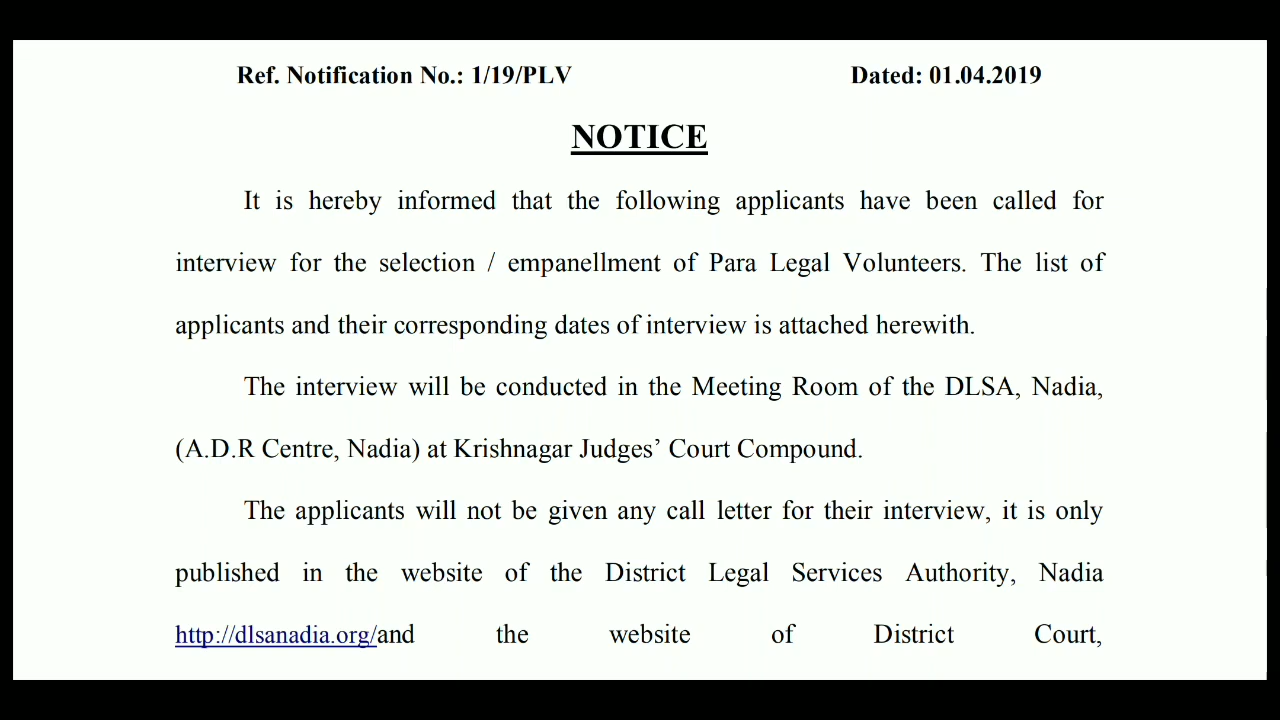 Ref. Notification No.: 1/19/PLV Dated: 01.04.2019
NOTICE
It is hereby informed that the following applicants have been called for
interview for the selection / empanellment of Para Legal Volunteers. The list of
applicants and their corresponding dates of interview is attached herewith.
The interview will be conducted in the Meeting Room of the DLSA, Nadia,
(A.D.R Centre, Nadia) at Krishnagar Judges’ Court Compound.
The applicants will not be given any call letter for their interview, it is only
published in the website of the District Legal Services Authority, Nadia
http://dlsanadia.org/and the website of District Court,